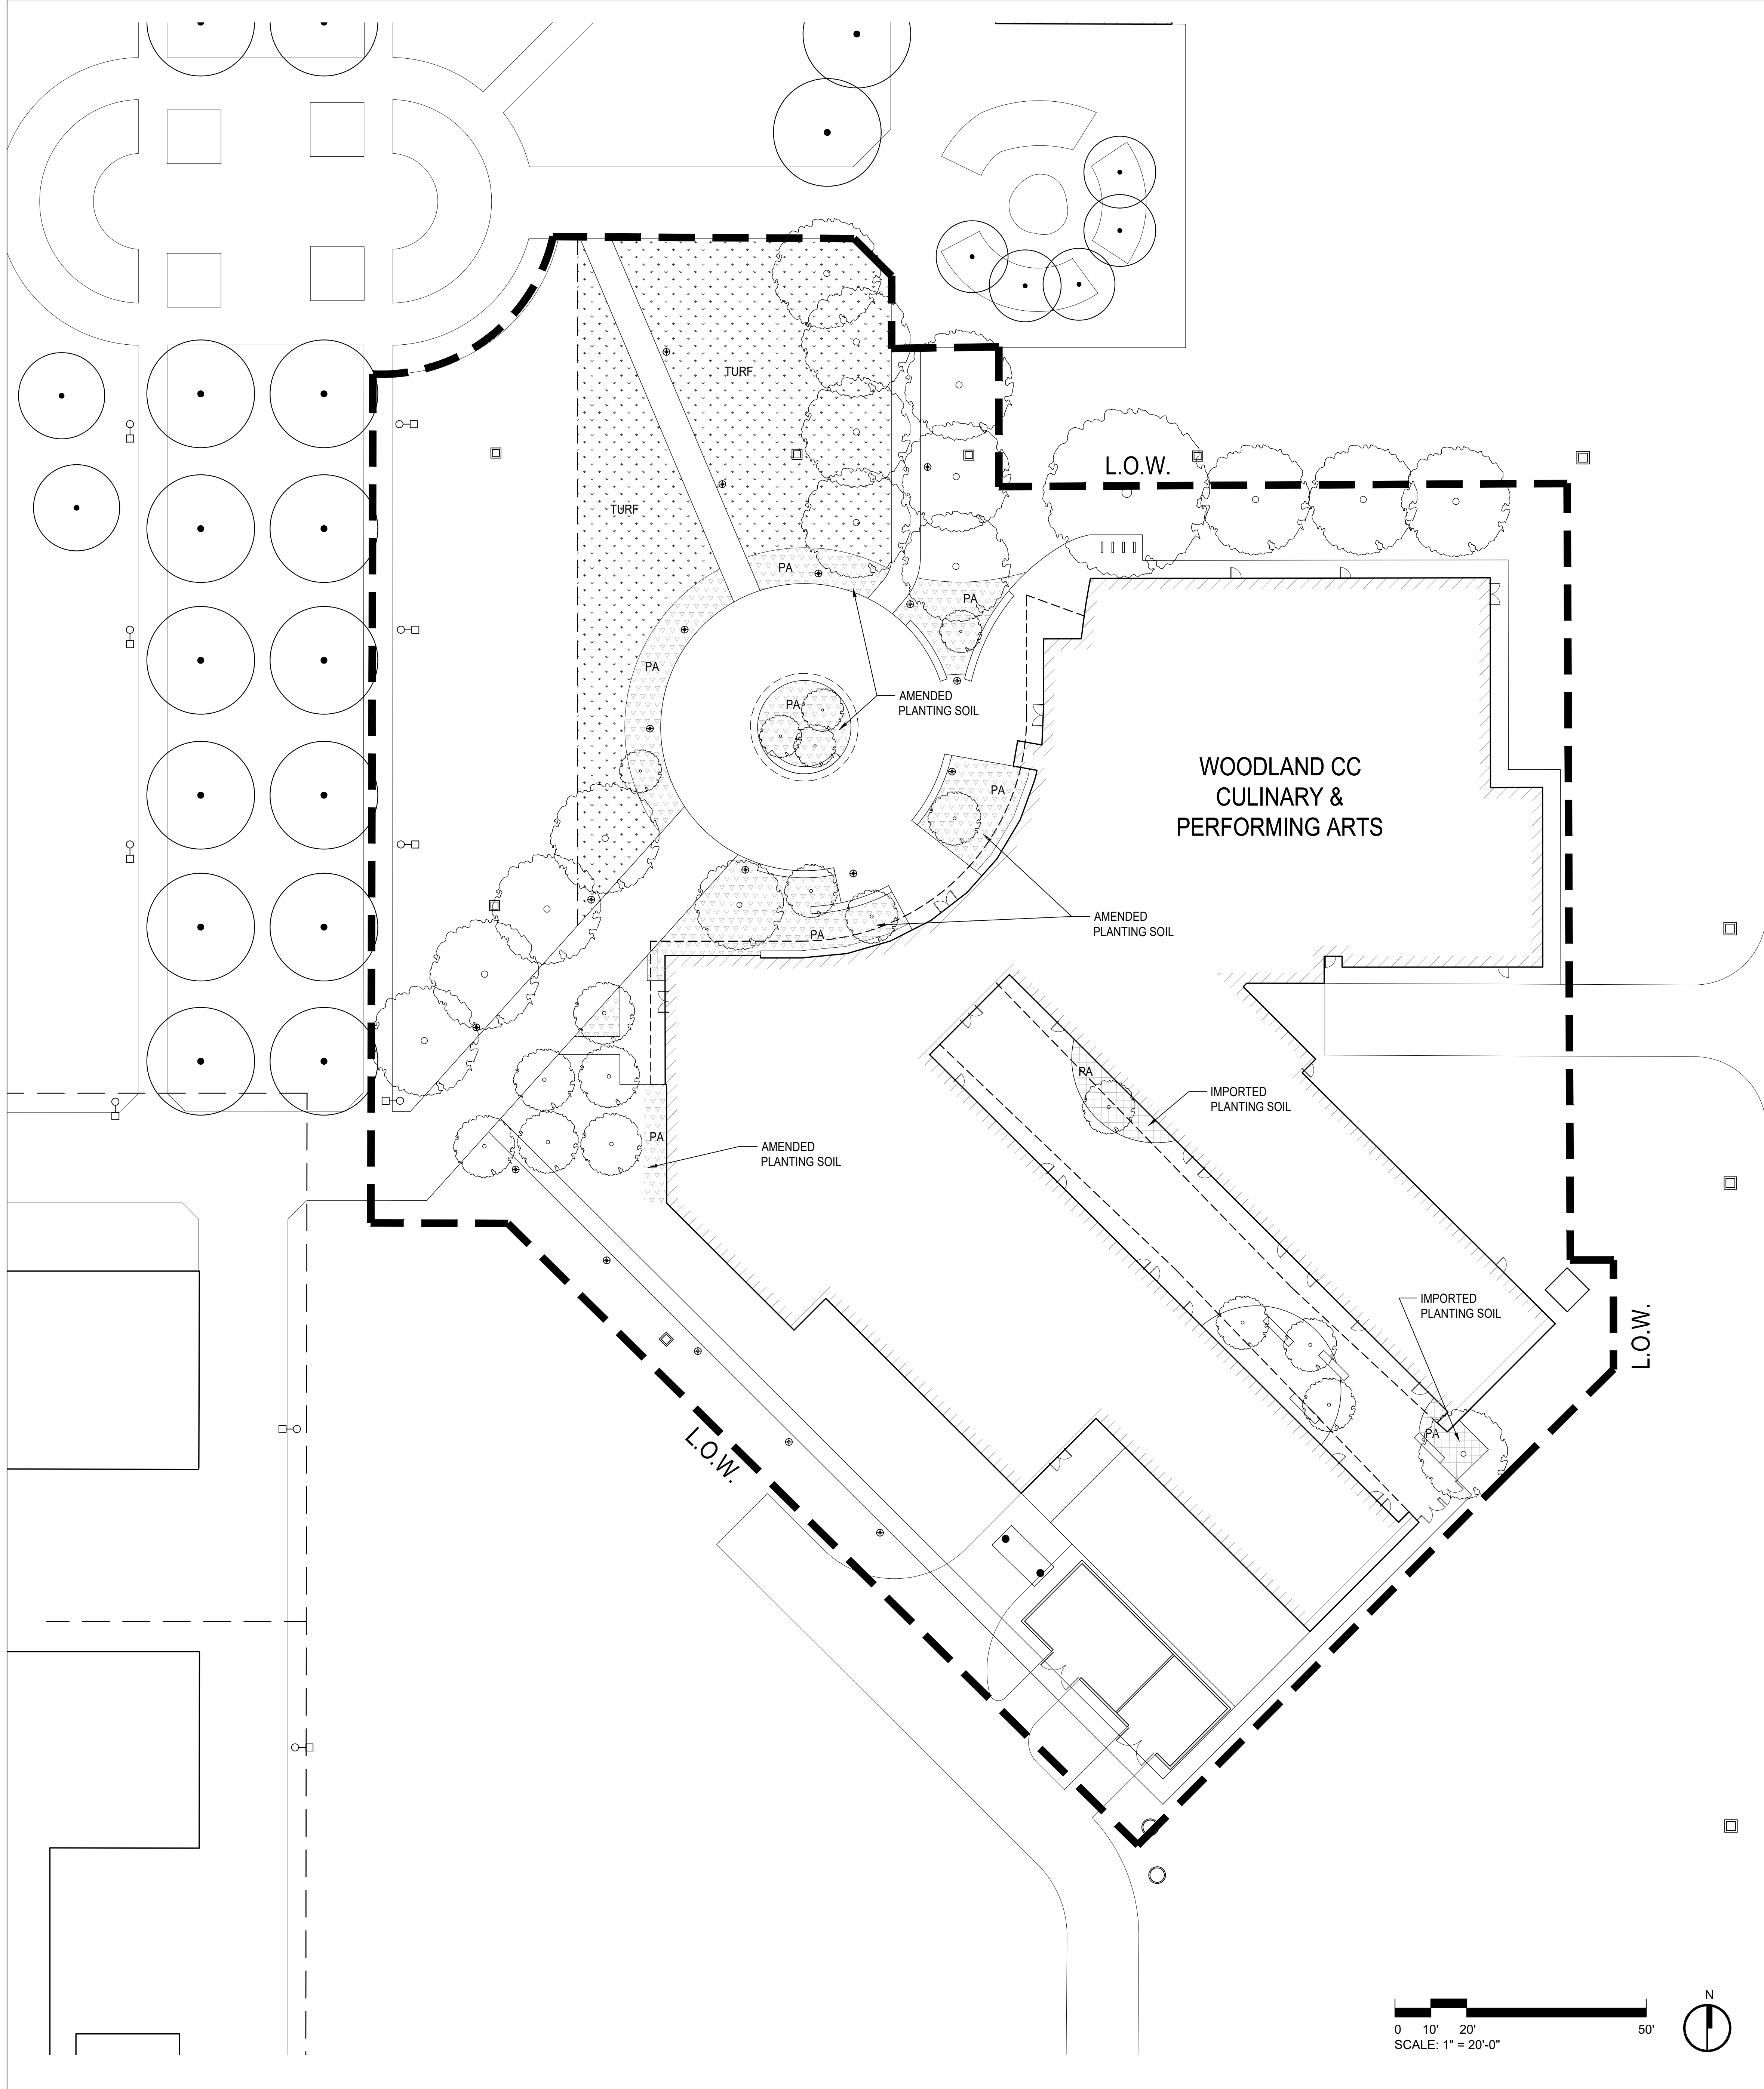 TURF
L.O.W.
TURF
PA
PA
PA
AMENDED
PLANTING SOIL
PA
WOODLAND CC
CULINARY &
PERFORMING ARTS
PA
AMENDED
PLANTING SOIL
PA
PA
IMPORTED
PLANTING SOIL
PA
AMENDED
PLANTING SOIL
IMPORTED
PLANTING SOIL
L.O.W.
PA
L.O.W.
N
0 10' 20' 50'
SCALE: 1" = 20'-0"